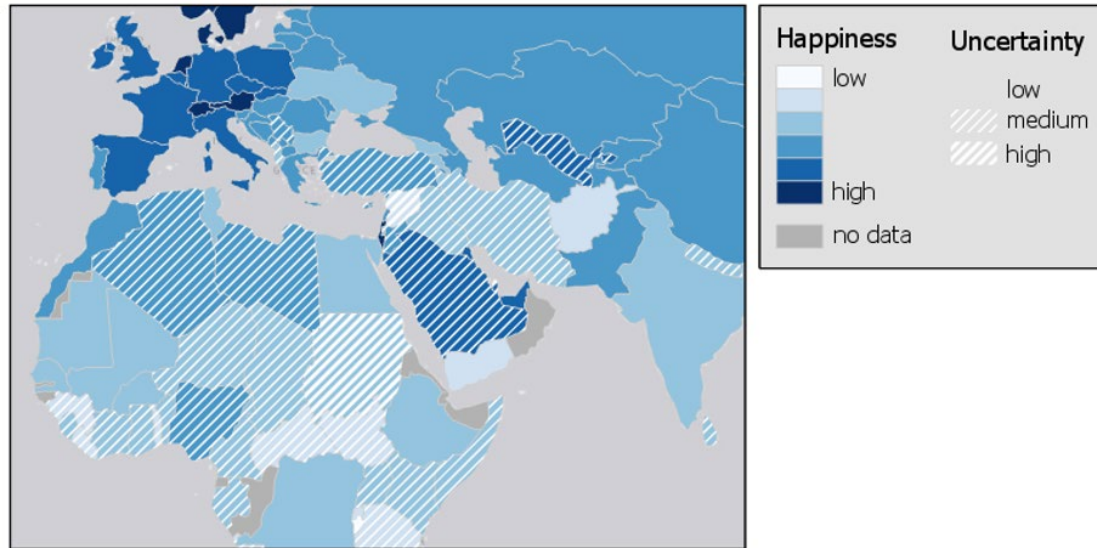 Happiness
Uncertainty
low
low
medium
high
high
no data